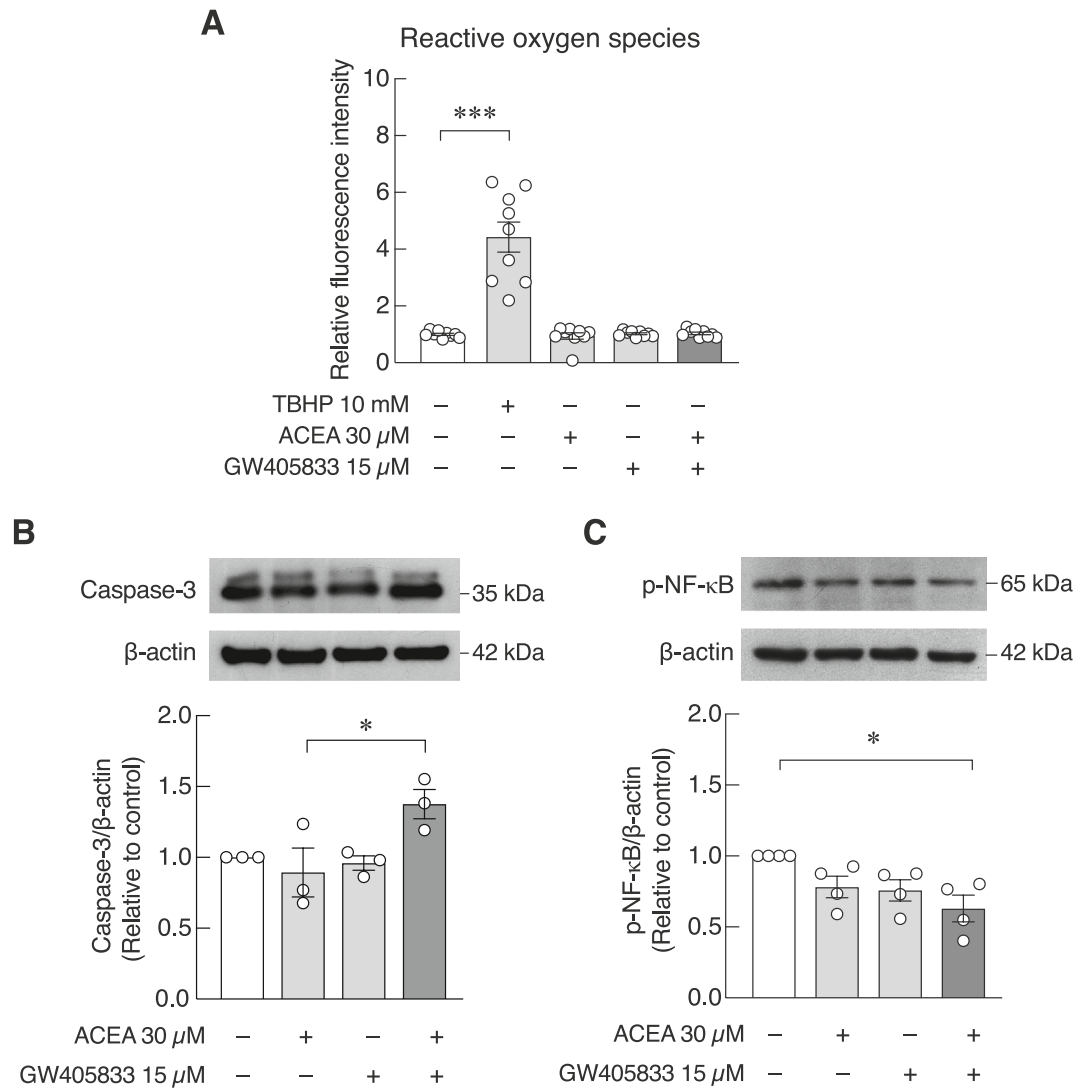 A
Reactive oxygen species
Relative fluorescence intensity
10
8
6
4
2
0
***
TBHP 10 mM – + – – –
ACEA 30 µM – – + – +
GW405833 15 µM – – – + +
B
Caspase-3
35 kDa
β-actin
42 kDa
Caspase-3/β-actin
(Relative to control)
2.0
1.5
1.0
0.5
0.0
*
ACEA 30 µM – + – +
GW405833 15 µM – – + +
C
p-NF-κB
65 kDa
β-actin
42 kDa
p-NF-κB/β-actin
(Relative to control)
2.0
1.5
1.0
0.5
0.0
*
ACEA 30 µM – + – +
GW405833 15 µM – – + +